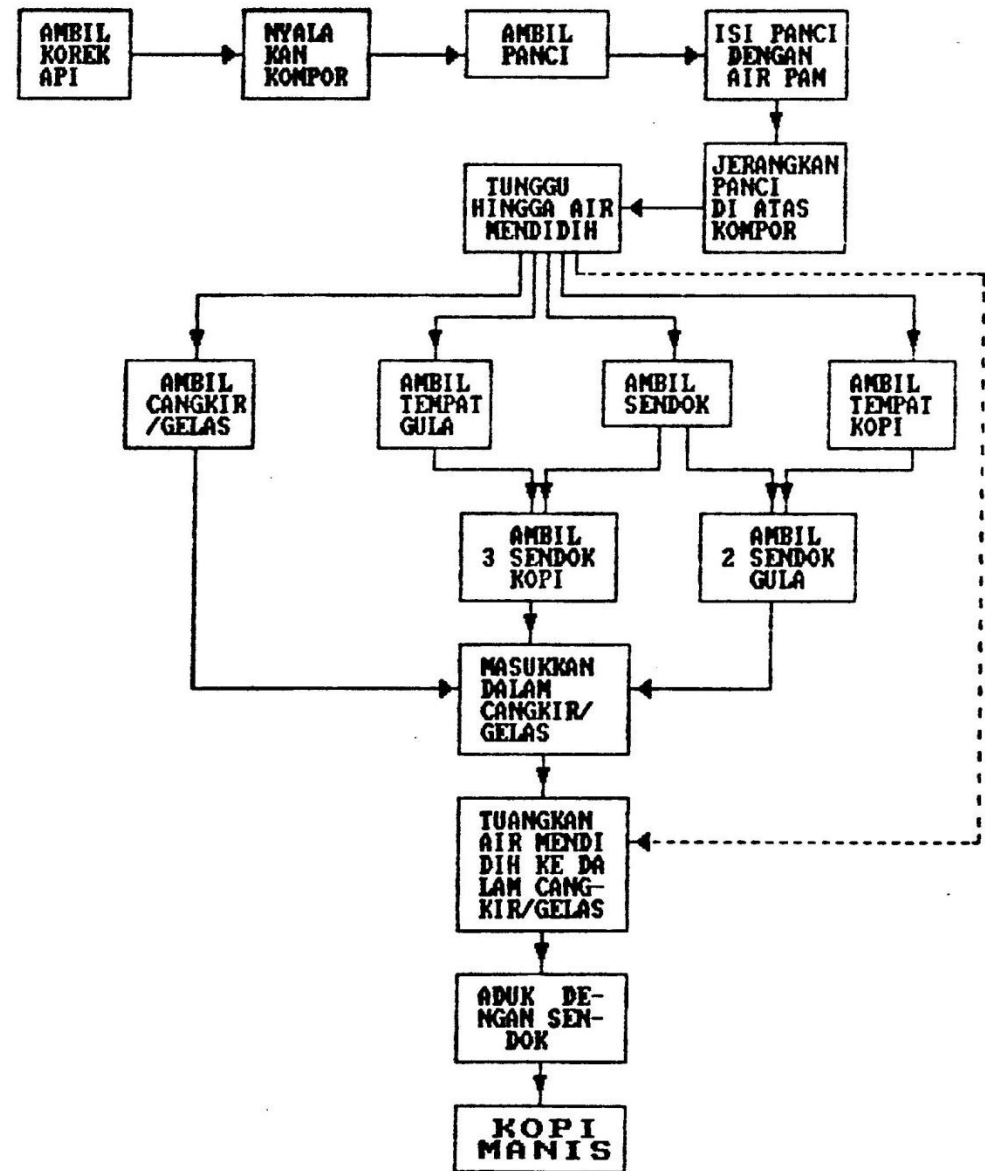 AMBIL
KOREK
API
NYALA
KAN
KOMPOR
AMBIL
PANCI
ISI PANCI
DENGAN
AIR PAM
JERANGKAN
PANCI
DI ATAS
KOMPOR
TUNGGU
HINGGA AIR
MENDIDIH
AMBIL
CANGKIR
/GELAS
AMBIL
TEMPAT
GULA
AMBIL
SENDOK
AMBIL
TEMPAT
KOPI
AMBIL
3 SENDOK
KOPI
AMBIL
2 SENDOK
GULA
MASUKKAN
DALAM
CANGKIR/
GELAS
TUANGKAN
AIR MENDI
DIH KE DA
LAM CANG-
KIR/GELAS
ADUK DE-
NGAN SEN-
DOK
KOPI
MANIS